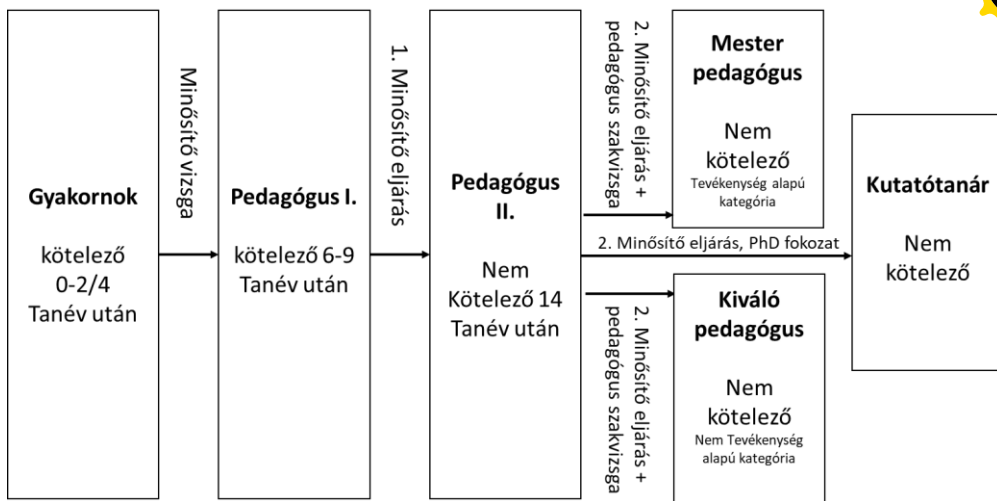 Gyakornok
kötelező
0-2/4
Tanév után
Minősítő vizsga
Pedagógus I.
kötelező 6-9
Tanév után
1. Minősítő eljárás
Pedagógus
II.
Nem
Kötelező 14
Tanév után
2. Minősítő eljárás +
pedagógus szakvizsga
Mester
pedagógus
Nem
kötelező
Tevékenység alapú
kategória
2. Minősítő eljárás, PhD fokozat
Kutatótanár
Nem
kötelező
2. Minősítő eljárás +
pedagógus szakvizsga
Kiváló
pedagógus
Nem
kötelező
Nem Tevékenység
alapú kategória